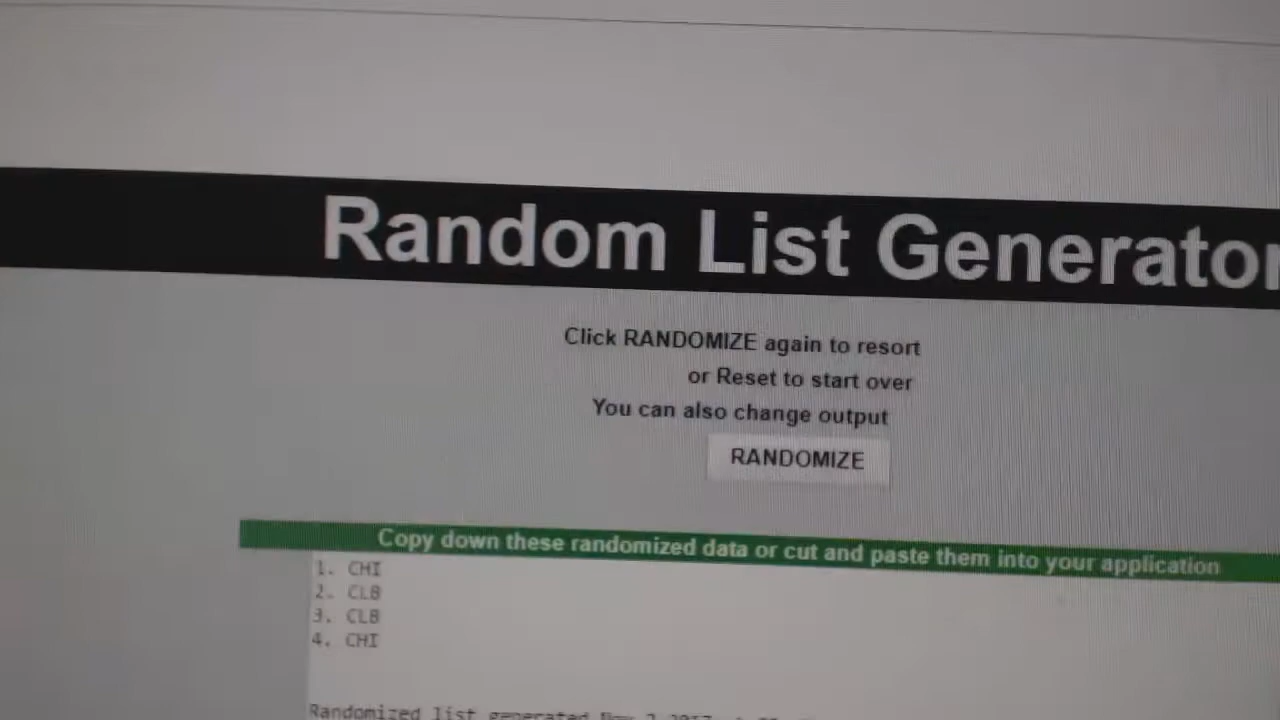 Random List Generator
Click RANDOMIZE again to resort
or Reset to start over
You can also change output
RANDOMIZE
Copy down these randomized data or cut and paste them into your application
1. CHI
2. CLB
3. CLB
4. CHI
Randomized list generated